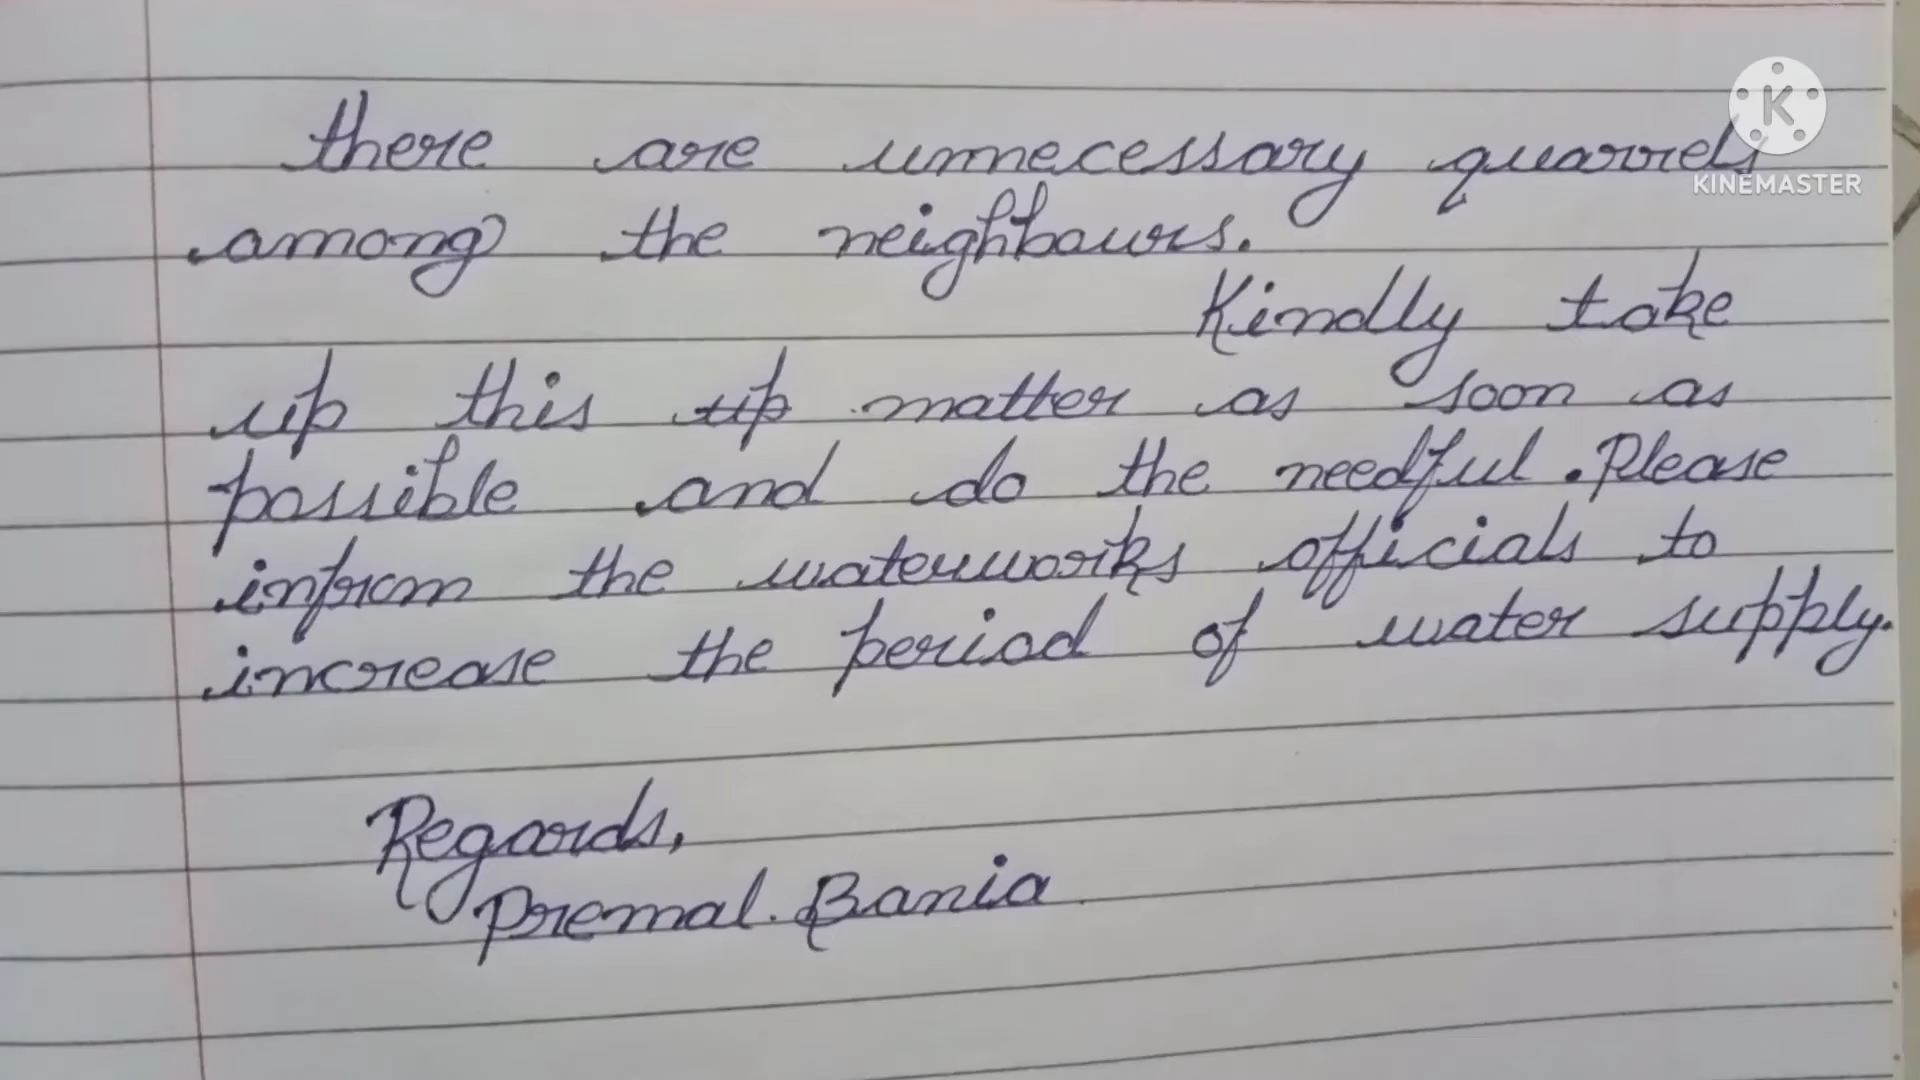 there are unnecessary quarrels
among the neighbours.
Kindly take
up this up matter as soon as
possible and do the needful. Please
infrom the waterworks officials to
increase the period of water supply.
Regards,
Premal. Bania
K
KINEMASTER